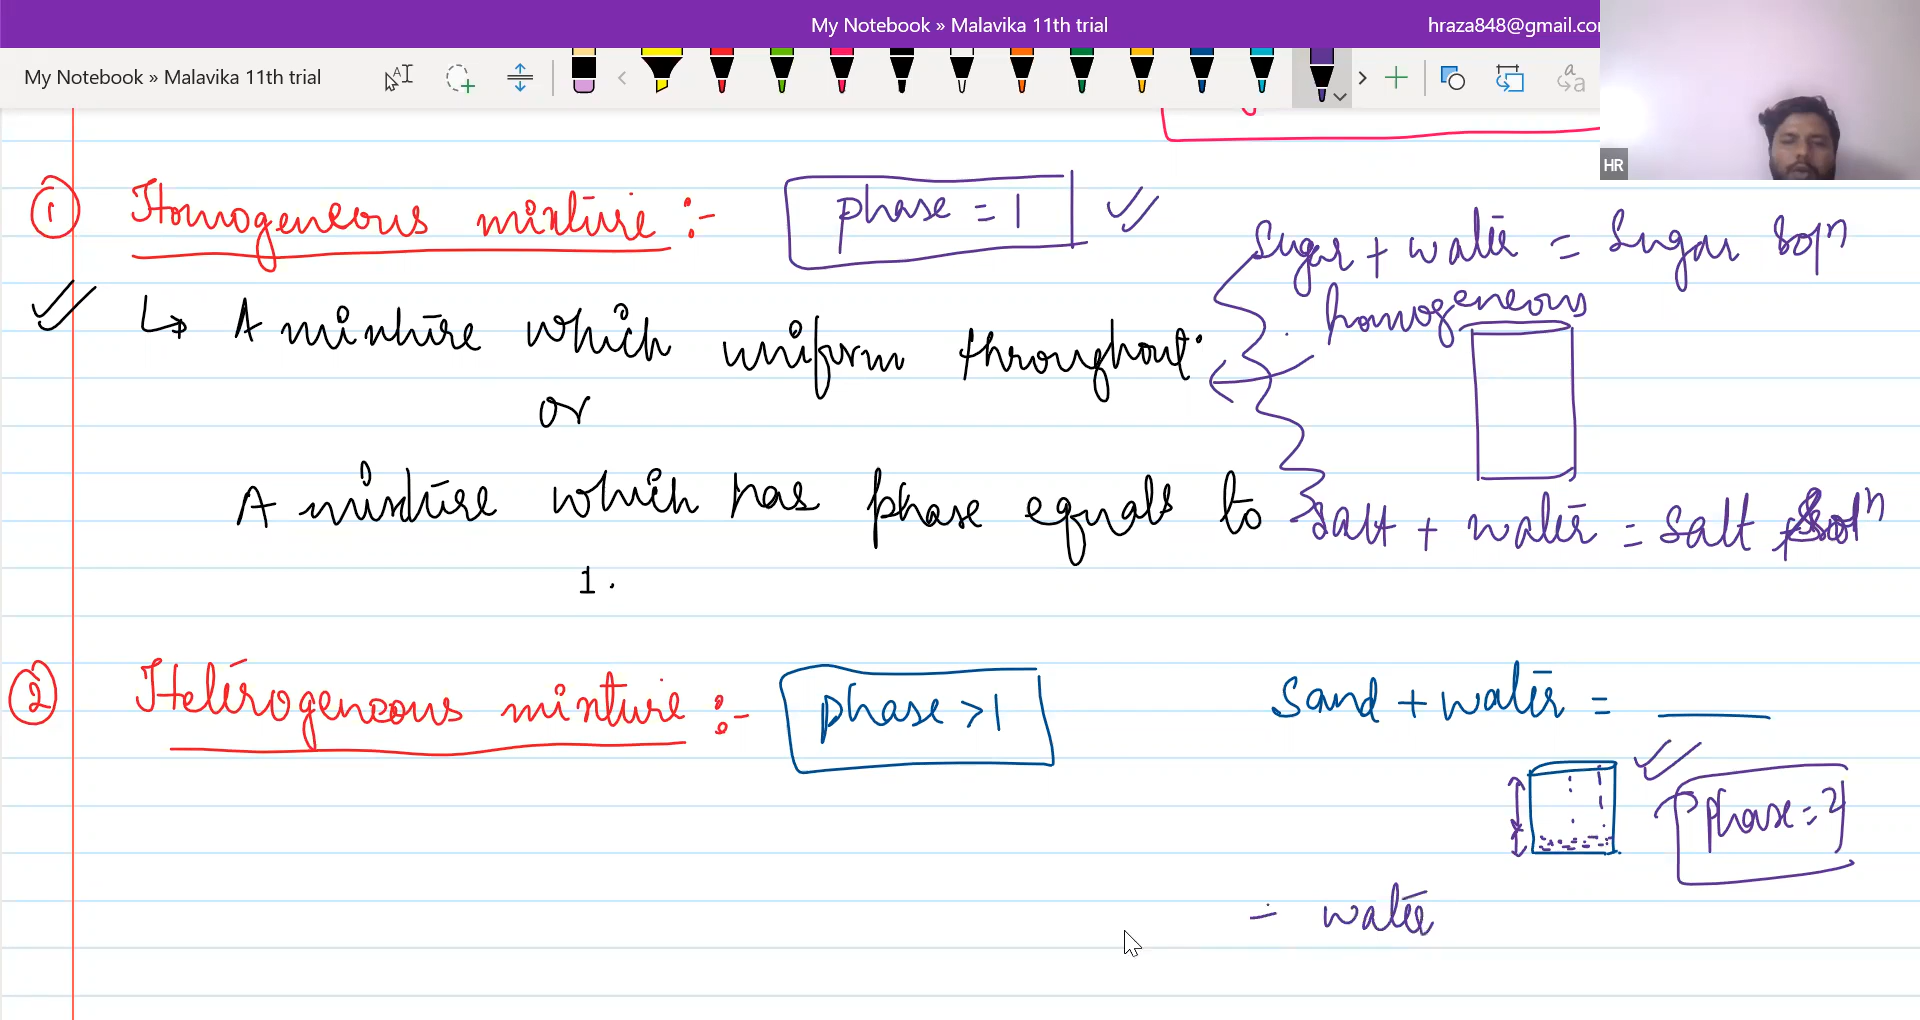 My Notebook » Malavika 11th trial
hraza848@gmail.co
My Notebook » Malavika 11th trial
HR
① Homogeneous mixture :- phase = 1
sugar + water = sugar solⁿ
homogeneous
↳ A mixture which uniform throughout.
or
A mixture which has phase equals to
1.
salt + water = salt solⁿ
② Heterogeneous mixture :- phase > 1
Sand + water = ____
phase = 2
= water